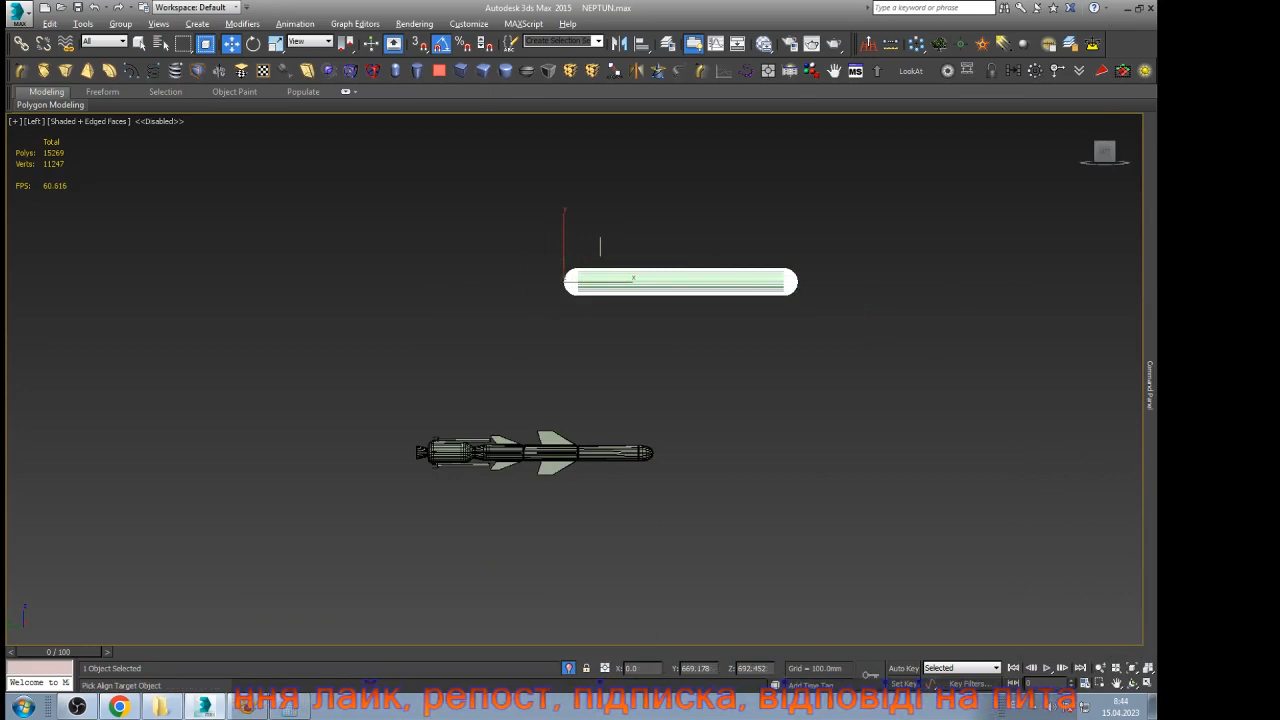 Workspace: Default
Autodesk 3ds Max 2015 NEPTUN.max
Type a keyword or phrase
MAX
Edit Tools Group Views Create Modifiers Animation Graph Editors Rendering Customize MAXScript Help
All View Create Selection Se
MS LookAt
Modeling Freeform Selection Object Paint Populate
Polygon Modeling
[+] [Left] [Shaded + Edged Faces] <<Disabled>>
Total
Polys: 15269
Verts: 11247
FPS: 60.616
Y
x
Command Panel
0 / 100
1 Object Selected X: 0.0 Y: 669.178 Z: 692.452 Grid = 100.0mm Auto Key Selected
Welcome to M Pick Align Target Object Add Time Tag Set Key Key Filters... 0
ння лайк, репост, підписка, відповіді на пита
8:44
15.04.2023